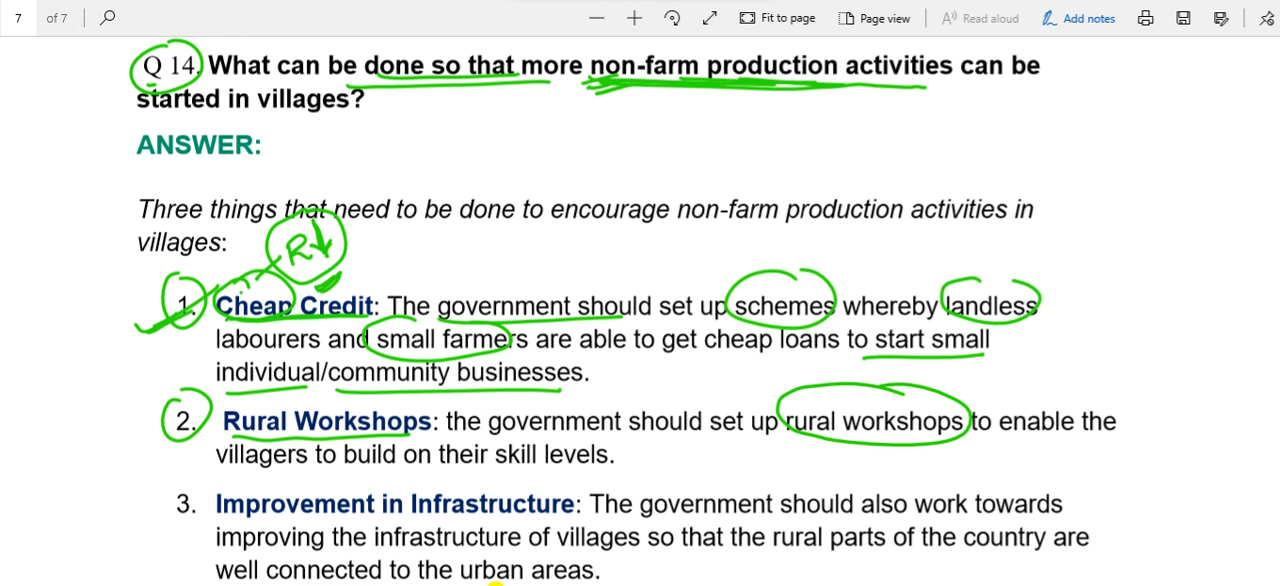 7 of 7 Fit to page Page view Read aloud Add notes
Q 14. What can be done so that more non-farm production activities can be
started in villages?
ANSWER:
Three things that need to be done to encourage non-farm production activities in
villages:
R↓
1. Cheap Credit: The government should set up schemes whereby landless
labourers and small farmers are able to get cheap loans to start small
individual/community businesses.
2. Rural Workshops: the government should set up rural workshops to enable the
villagers to build on their skill levels.
3. Improvement in Infrastructure: The government should also work towards
improving the infrastructure of villages so that the rural parts of the country are
well connected to the urban areas.